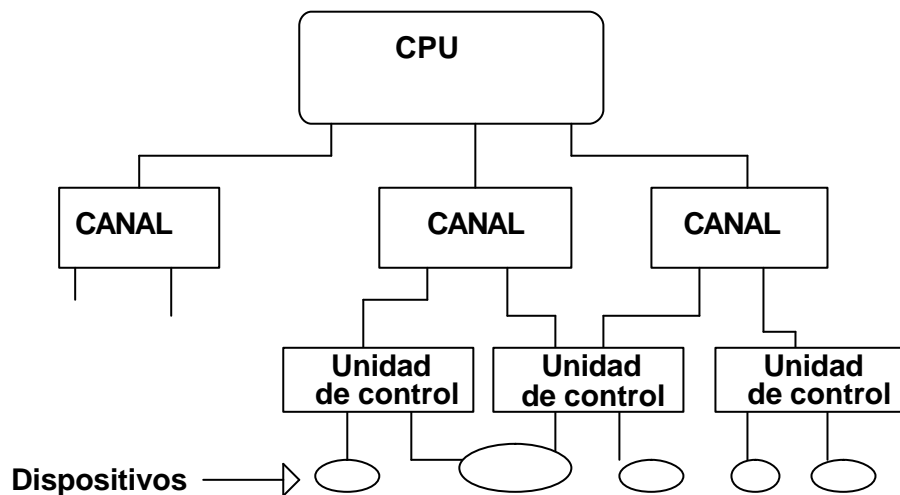 CPU
CANAL
CANAL
CANAL
Unidad
de control
Unidad
de control
Unidad
de control
Dispositivos